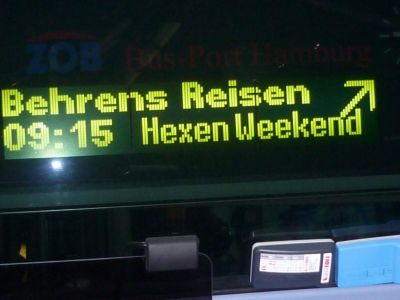 ZOB Bus-Port Hamburg
Behrens Reisen
09:15 Hexen Weekend